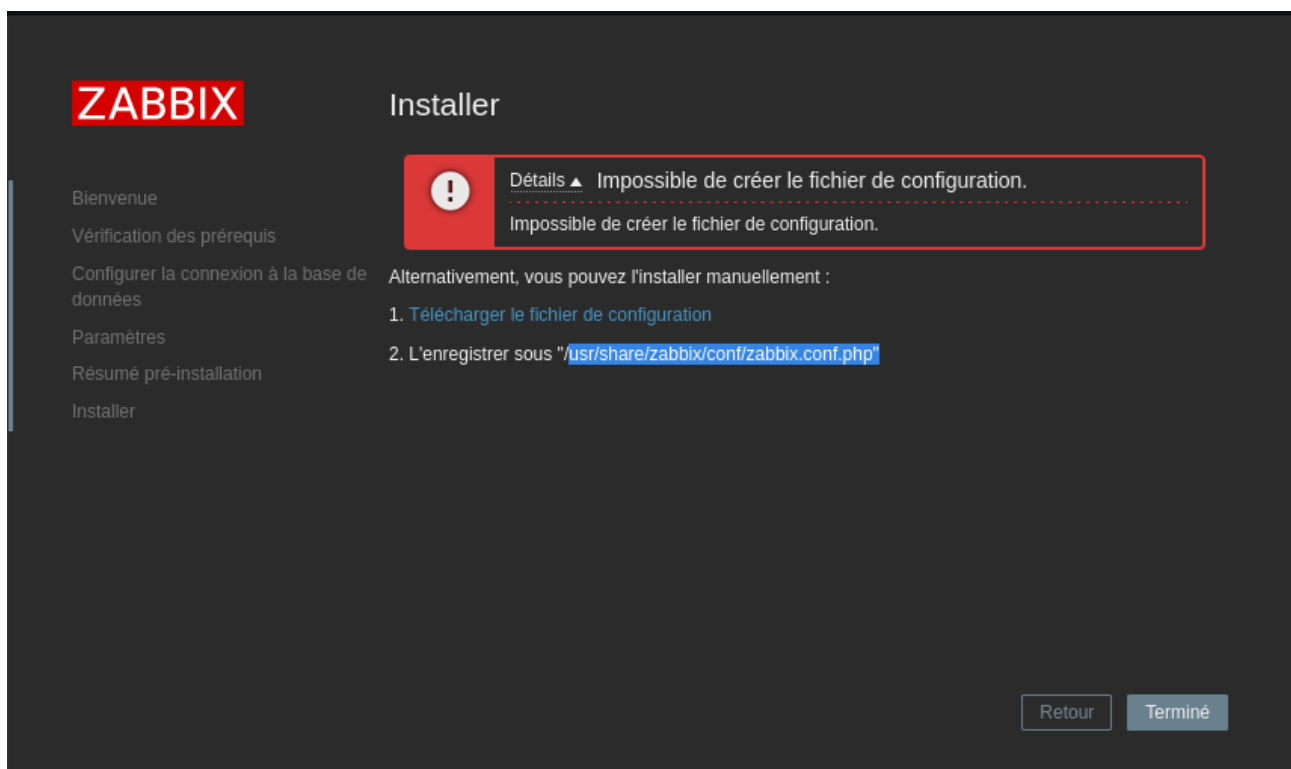 ZABBIX
Installer
Détails ▲ Impossible de créer le fichier de configuration.
Impossible de créer le fichier de configuration.
Bienvenue
Vérification des prérequis
Configurer la connexion à la base de
données
Paramètres
Résumé pré-installation
Installer
Alternativement, vous pouvez l'installer manuellement :
1. Télécharger le fichier de configuration
2. L'enregistrer sous "/usr/share/zabbix/conf/zabbix.conf.php"
Retour
Terminé